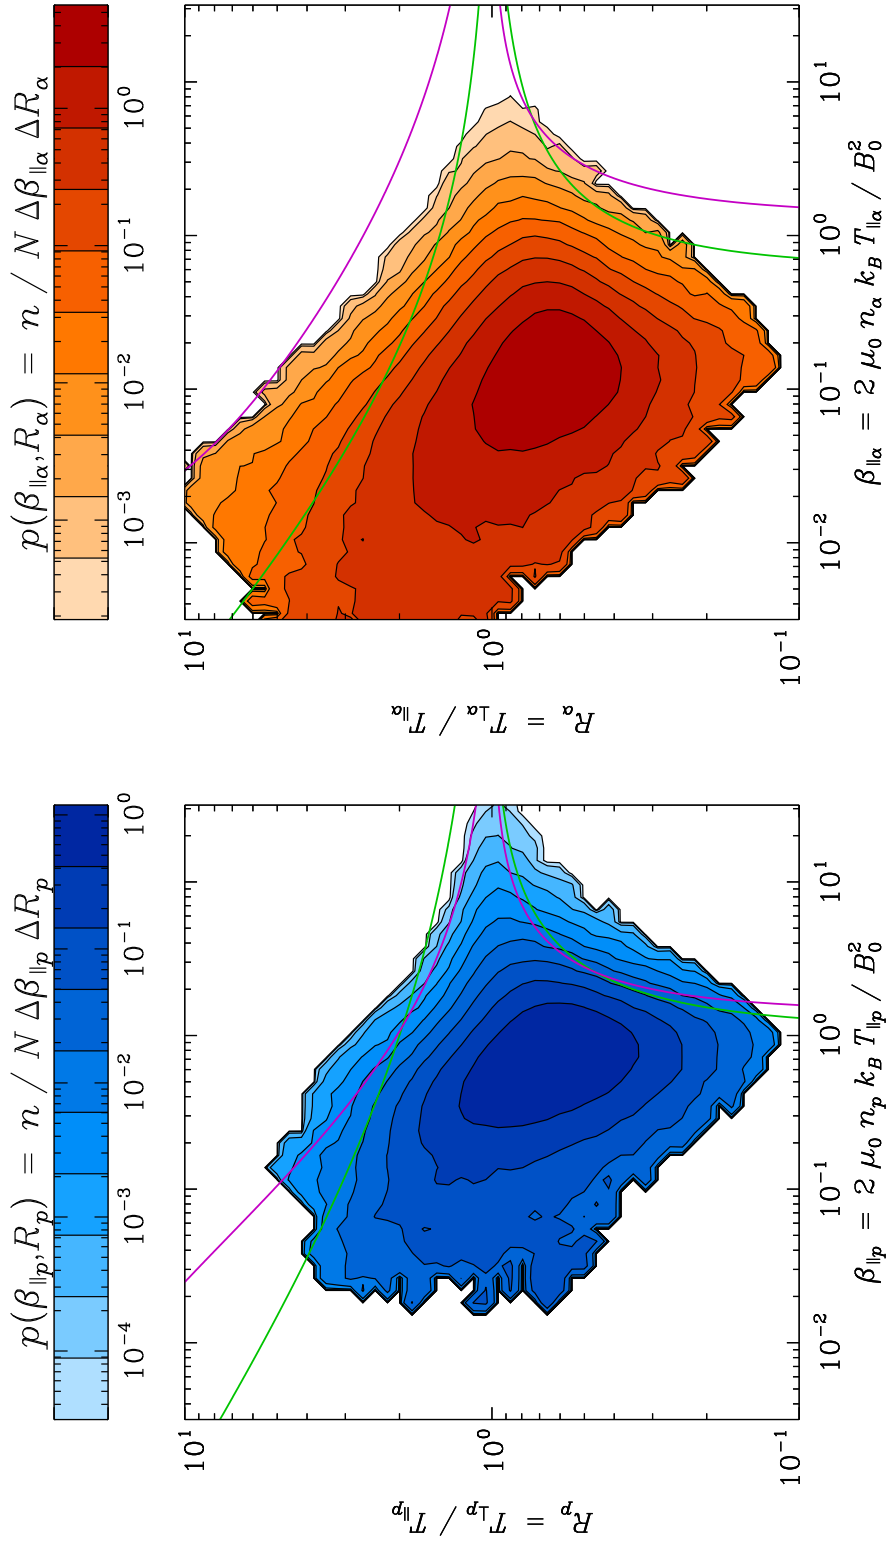 p(β∥p, Rp) = n / N Δβ∥p ΔRp
10⁻⁴ 10⁻³ 10⁻² 10⁻¹ 10⁰
10¹
10⁰
10⁻¹
Rp = T⊥p / T∥p
10⁻² 10⁻¹ 10⁰ 10¹
β∥p = 2 μ₀ np kB T∥p / B₀²
p(β∥α, Rα) = n / N Δβ∥α ΔRα
10⁻³ 10⁻² 10⁻¹ 10⁰
10¹
10⁰
10⁻¹
Rα = T⊥α / T∥α
10⁻² 10⁻¹ 10⁰ 10¹
β∥α = 2 μ₀ nα kB T∥α / B₀²